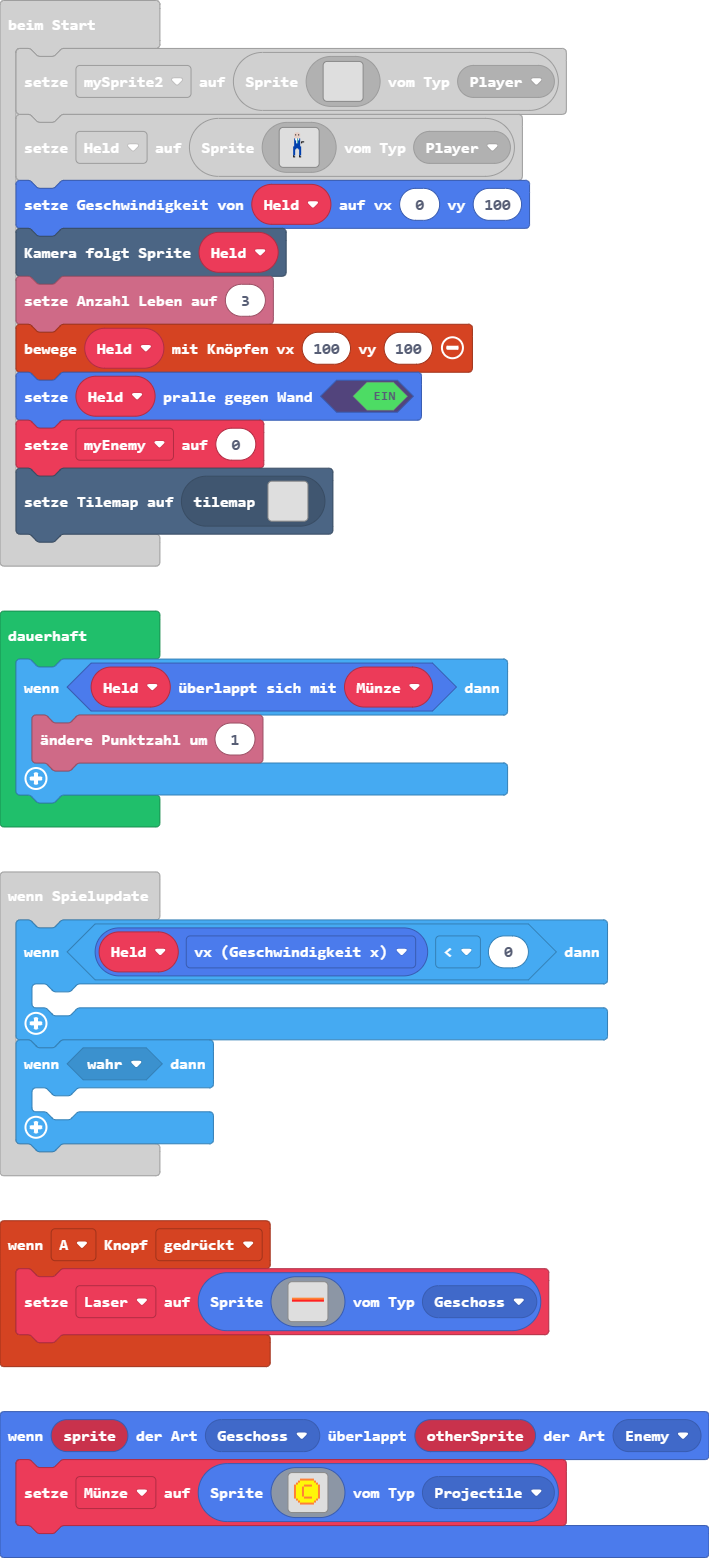 beim Start
setze mySprite2 auf Sprite vom Typ Player
setze Held auf Sprite vom Typ Player
setze Geschwindigkeit von Held auf vx 0 vy 100
Kamera folgt Sprite Held
setze Anzahl Leben auf 3
bewege Held mit Knöpfen vx 100 vy 100
setze Held pralle gegen Wand EIN
setze myEnemy auf 0
setze Tilemap auf tilemap
dauerhaft
wenn Held überlappt sich mit Münze dann
ändere Punktzahl um 1
wenn Spielupdate
wenn Held vx (Geschwindigkeit x) < 0 dann
wenn wahr dann
wenn A Knopf gedrückt
setze Laser auf Sprite vom Typ Geschoss
wenn sprite der Art Geschoss überlappt otherSprite der Art Enemy
setze Münze auf Sprite C vom Typ Projectile